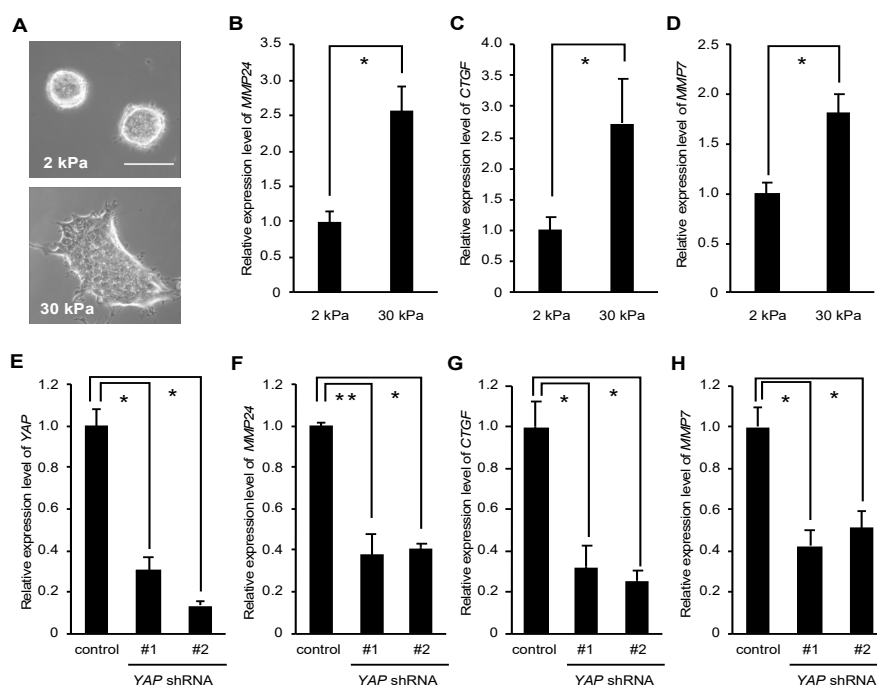 A
2 kPa
30 kPa
B
Relative expression level of MMP24
3.5
3.0
2.5
2.0
1.5
1.0
0.5
0
*
2 kPa 30 kPa
C
Relative expression level of CTGF
4.0
3.5
3.0
2.5
2.0
1.5
1.0
0.5
0.0
*
2 kPa 30 kPa
D
Relative expression level of MMP7
2.5
2.0
1.5
1.0
0.5
0
*
2 kPa 30 kPa
E
Relative expression level of YAP
1.2
1.0
0.8
0.6
0.4
0.2
0
* *
control #1 #2
YAP shRNA
F
Relative expression level of MMP24
1.2
1.0
0.8
0.6
0.4
0.2
0
** *
control #1 #2
YAP shRNA
G
Relative expression level of CTGF
1.2
1.0
0.8
0.6
0.4
0.2
0
* *
control #1 #2
YAP shRNA
H
Relative expression level of MMP7
1.2
1.0
0.8
0.6
0.4
0.2
0
* *
control #1 #2
YAP shRNA